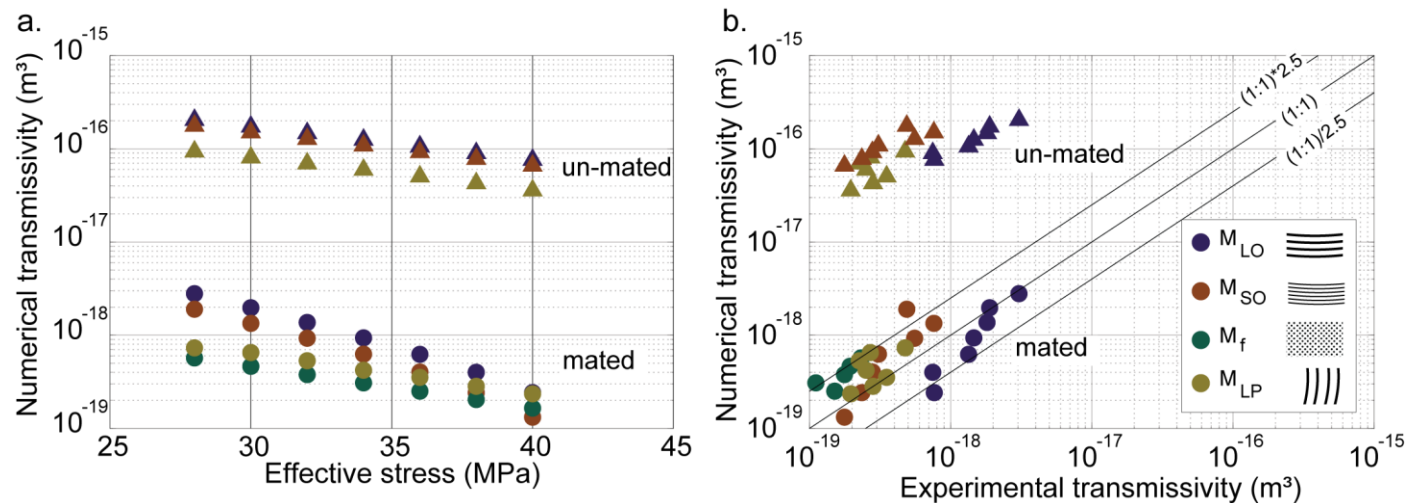 a.
Numerical transmissivity (m³)
10⁻¹⁵
10⁻¹⁶
10⁻¹⁷
10⁻¹⁸
10⁻¹⁹
un-mated
mated
25 30 35 40 45
Effective stress (MPa)
b.
Numerical transmissivity (m³)
10⁻¹⁵
10⁻¹⁶
10⁻¹⁷
10⁻¹⁸
10⁻¹⁹
(1:1)*2.5
(1:1)
(1:1)/2.5
un-mated
mated
M_LO
M_SO
M_f
M_LP
10⁻¹⁹ 10⁻¹⁸ 10⁻¹⁷ 10⁻¹⁶ 10⁻¹⁵
Experimental transmissivity (m³)